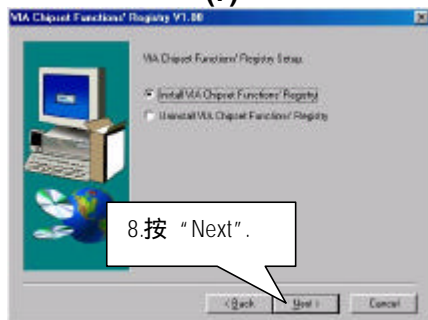 VIA Chipset Functions' Registry V1.00
VIA Chipset Functions' Registry Setup.
Install VIA Chipset Functions' Registry
Uninstall VIA Chipset Functions' Registry
8.按 “Next”.
< Back
Next >
Cancel